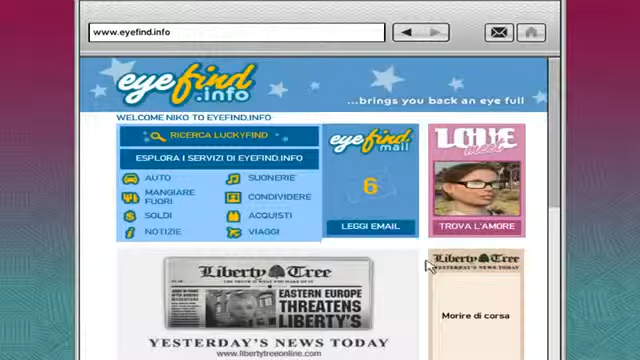 www.eyefind.info
eyefind
.info
...brings you back an eye full
WELCOME NIKO TO EYEFIND.INFO
RICERCA LUCKYFIND
ESPLORA I SERVIZI DI EYEFIND.INFO
AUTO
SUONERIE
MANGIARE
FUORI
CONDIVIDERE
SOLDI
ACQUISTI
NOTIZIE
VIAGGI
eyefind
mail
6
LEGGI EMAIL
LOVE
meet
TROVA L'AMORE
Liberty Tree
EASTERN EUROPE
THREATENS
LIBERTY'S
YESTERDAY'S NEWS TODAY
www.libertytreeonline.com
Liberty Tree
YESTERDAY'S NEWS TODAY
Morire di corsa